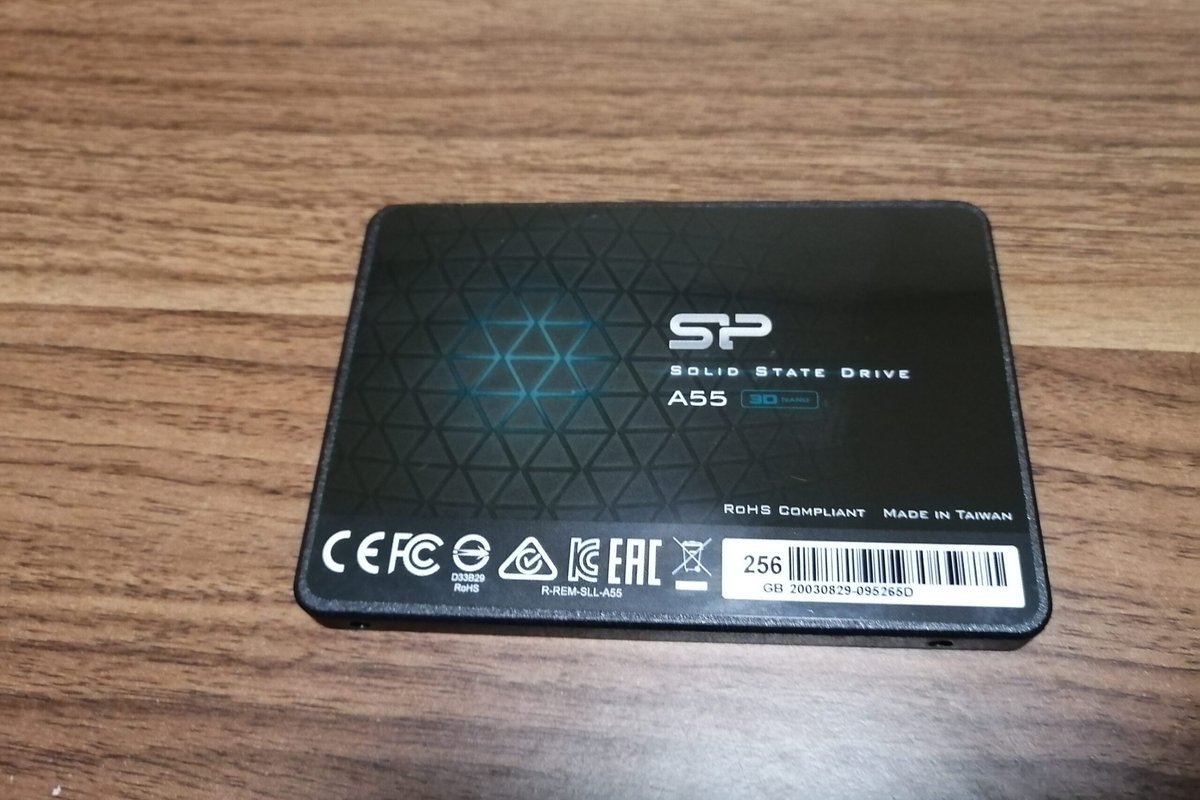 SP
SOLID STATE DRIVE
A55 3D NAND
RoHS COMPLIANT MADE IN TAIWAN
CE FC D33B29 RoHS R-REM-SLL-A55 EAC
256
GB 20030829-095265D